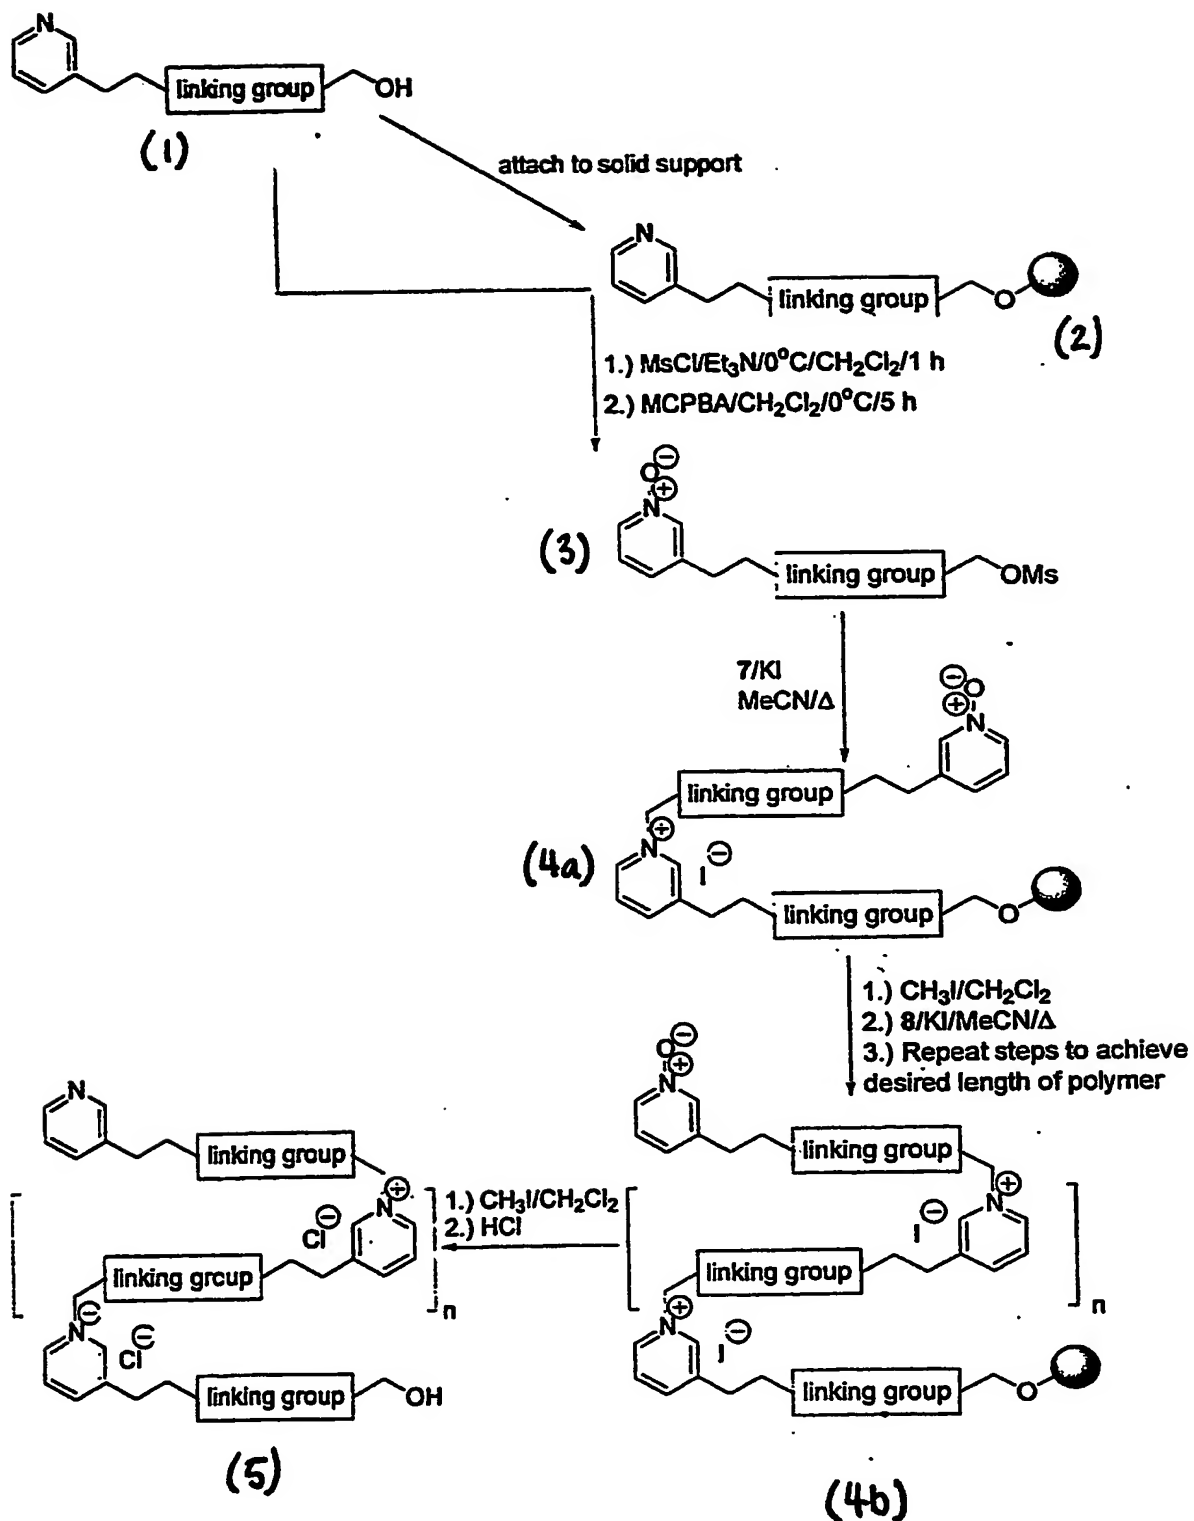 N
linking group
OH
(1)
attach to solid support
N
linking group
O
(2)
1.) MsCl/Et₃N/0°C/CH₂Cl₂/1 h
2.) MCPBA/CH₂Cl₂/0°C/5 h
O ⊖
⊕
N
(3)
linking group
OMs
7/KI
MeCN/Δ
⊖ O
⊕
N
linking group
⊕
N
(4a)
I ⊖
linking group
O
1.) CH₃I/CH₂Cl₂
2.) 8/KI/MeCN/Δ
3.) Repeat steps to achieve
desired length of polymer
O ⊖
⊕
N
linking group
⊕
N
I ⊖
linking group
n
⊕
N
I ⊖
linking group
O
(4b)
1.) CH₃I/CH₂Cl₂
2.) HCl
N
linking group
⊕
N
Cl ⊖
linking group
n
⊖
N
Cl ⊖
linking group
OH
(5)